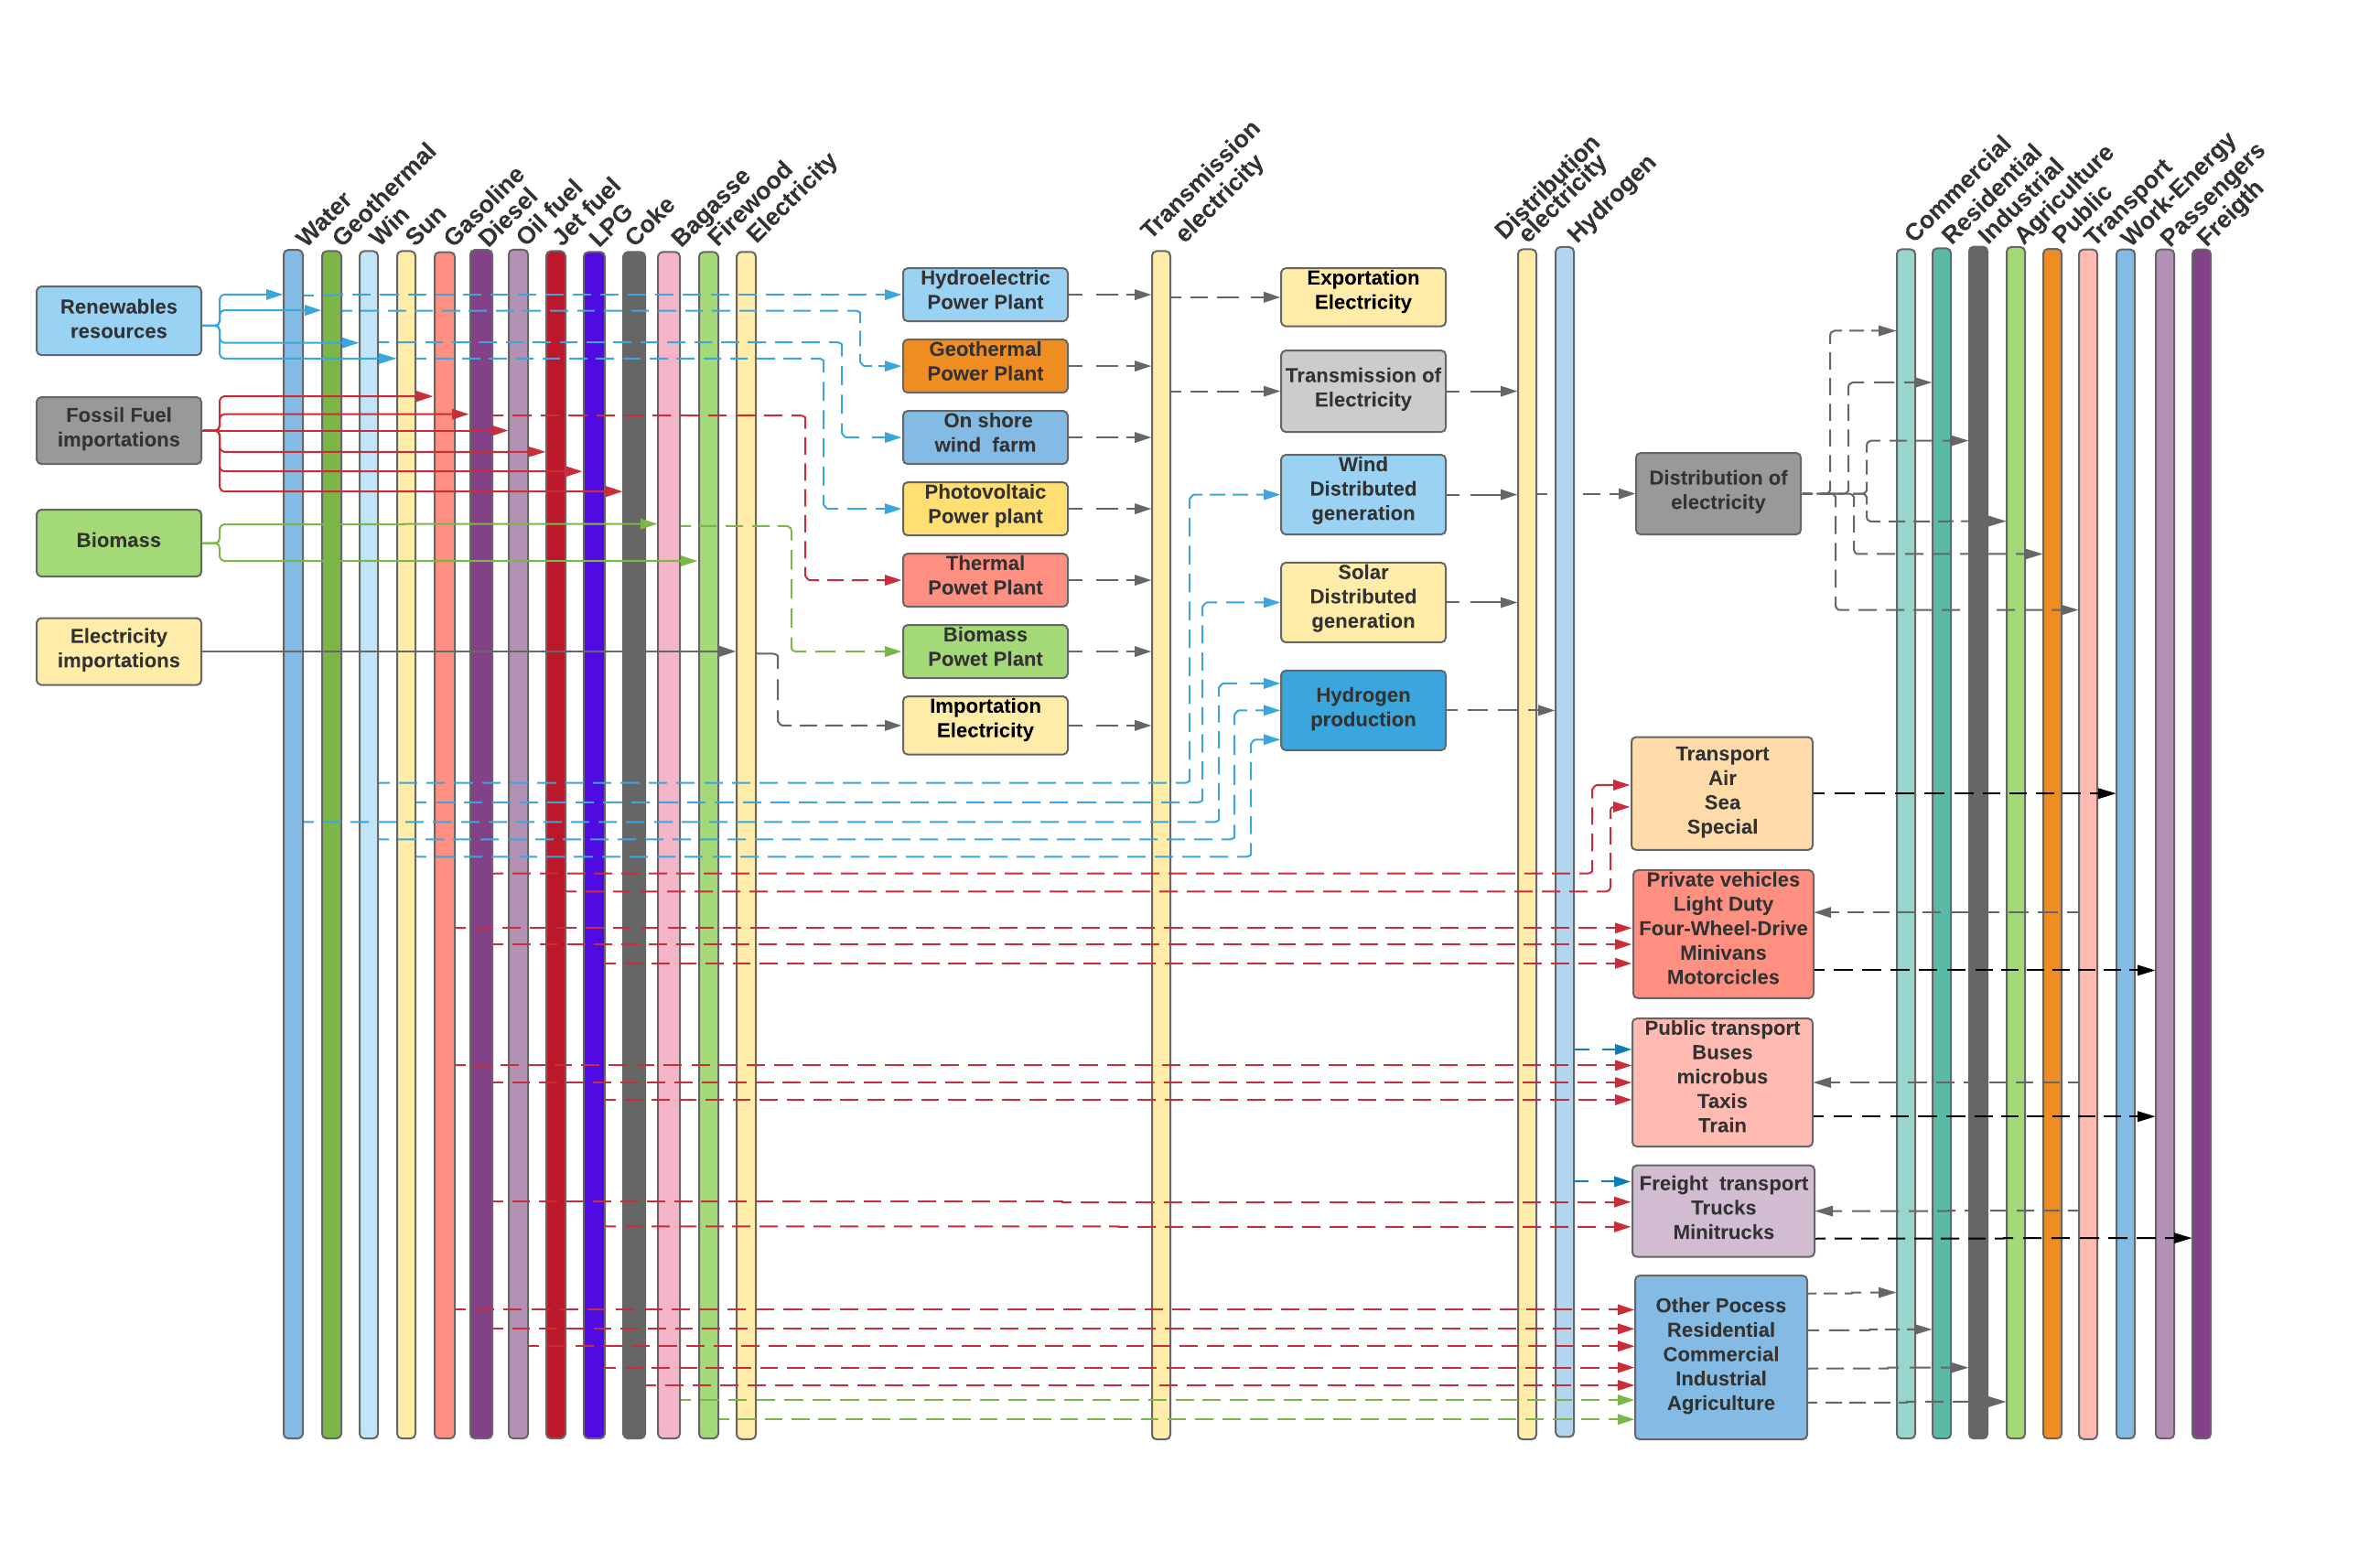 Water
Geothermal
Win
Sun
Gasoline
Diesel
Oil fuel
Jet fuel
LPG
Coke
Bagasse
Firewood
Electricity
Transmission
electricity
Distribution
electricity
Hydrogen
Commercial
Residential
Industrial
Agriculture
Public
Transport
Work-Energy
Passengers
Freigth
Renewables
resources
Fossil Fuel
importations
Biomass
Electricity
importations
Hydroelectric
Power Plant
Geothermal
Power Plant
On shore
wind farm
Photovoltaic
Power plant
Thermal
Powet Plant
Biomass
Powet Plant
Importation
Electricity
Exportation
Electricity
Transmission of
Electricity
Wind
Distributed
generation
Solar
Distributed
generation
Hydrogen
production
Distribution of
electricity
Transport
Air
Sea
Special
Private vehicles
Light Duty
Four-Wheel-Drive
Minivans
Motorcicles
Public transport
Buses
microbus
Taxis
Train
Freight transport
Trucks
Minitrucks
Other Pocess
Residential
Commercial
Industrial
Agriculture